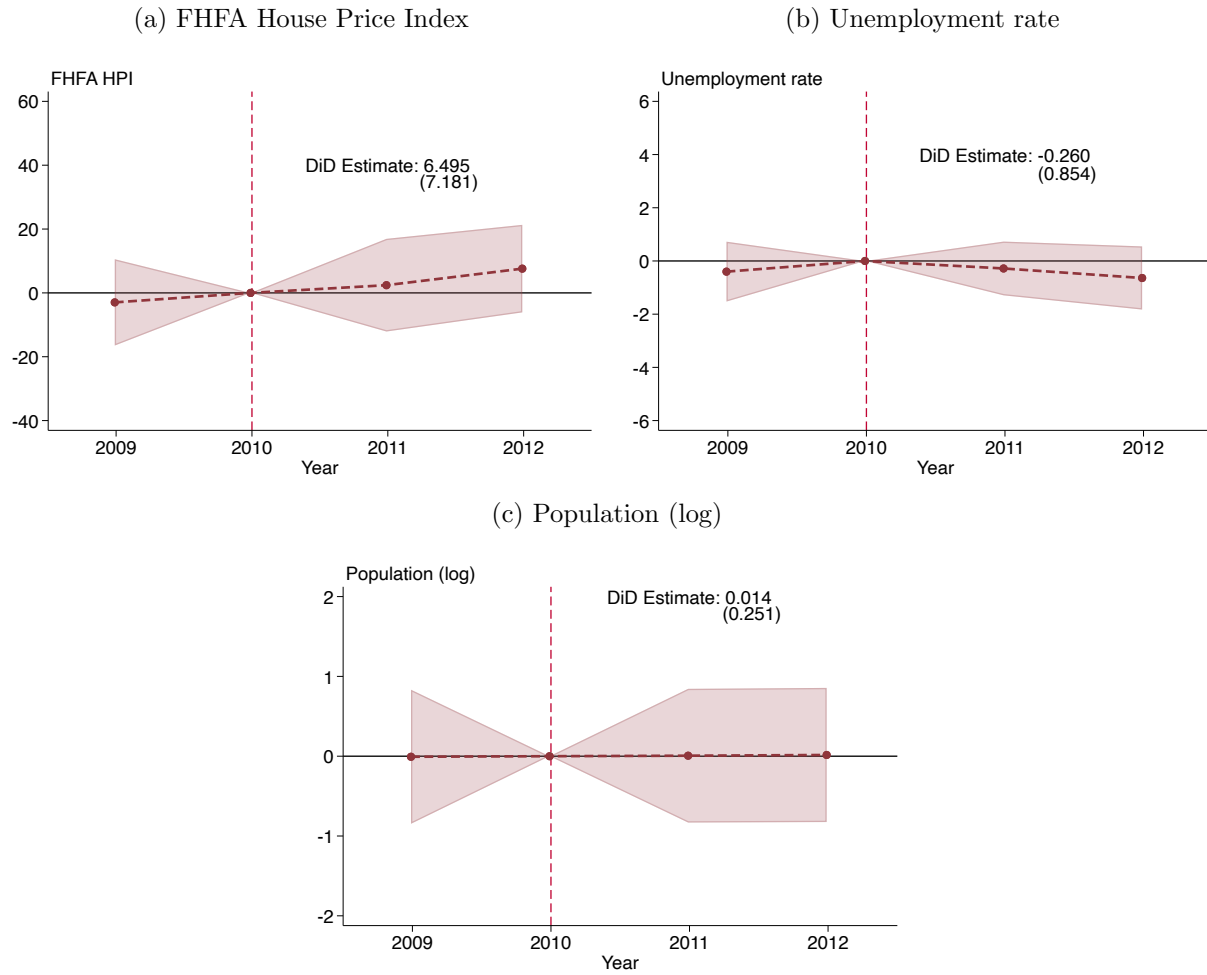 (a) FHFA House Price Index
FHFA HPI
60
40
20
0
-20
-40
DiD Estimate: 6.495
(7.181)
2009 2010 2011 2012
Year
(b) Unemployment rate
Unemployment rate
6
4
2
0
-2
-4
-6
DiD Estimate: -0.260
(0.854)
2009 2010 2011 2012
Year
(c) Population (log)
Population (log)
2
1
0
-1
-2
DiD Estimate: 0.014
(0.251)
2009 2010 2011 2012
Year